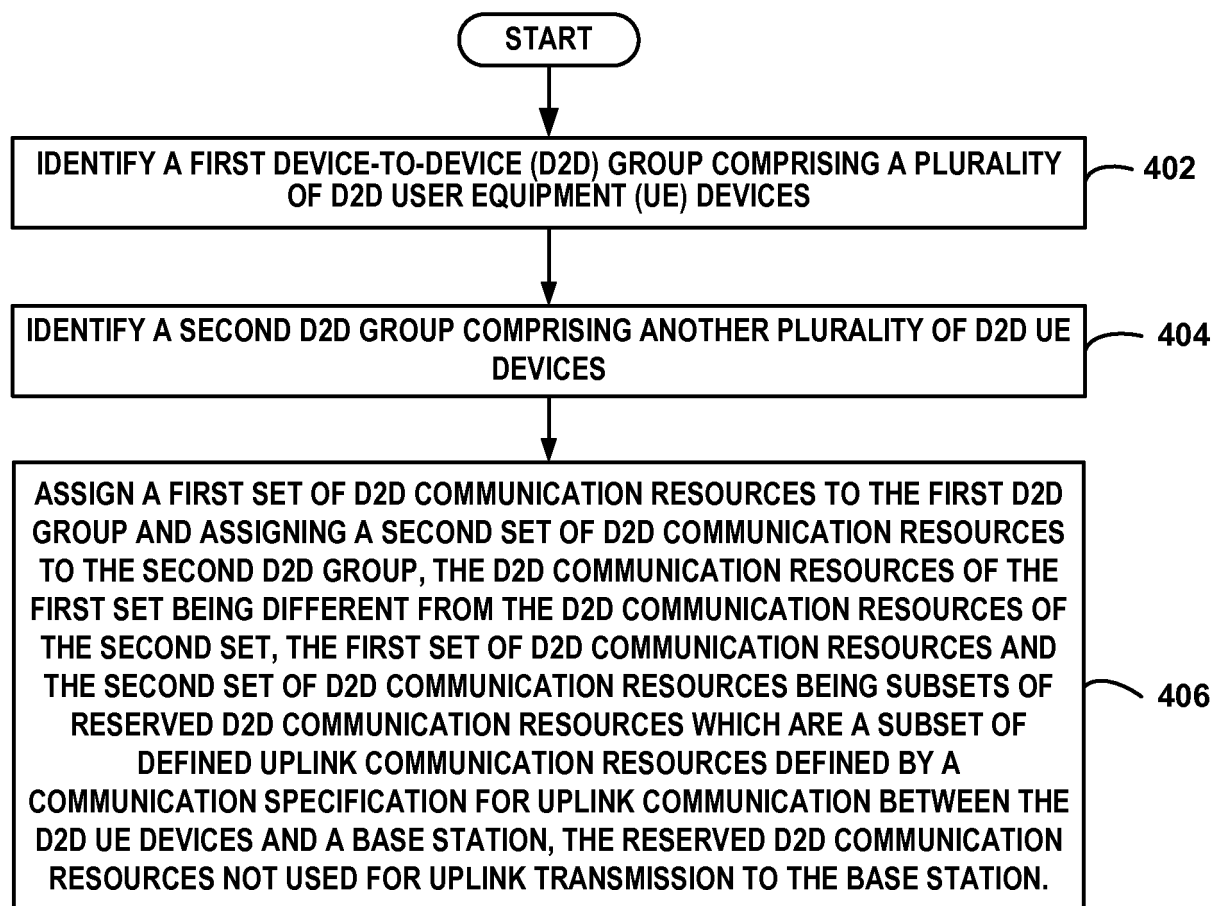 START
IDENTIFY A FIRST DEVICE-TO-DEVICE (D2D) GROUP COMPRISING A PLURALITY
OF D2D USER EQUIPMENT (UE) DEVICES
402
IDENTIFY A SECOND D2D GROUP COMPRISING ANOTHER PLURALITY OF D2D UE
DEVICES
404
ASSIGN A FIRST SET OF D2D COMMUNICATION RESOURCES TO THE FIRST D2D
GROUP AND ASSIGNING A SECOND SET OF D2D COMMUNICATION RESOURCES
TO THE SECOND D2D GROUP, THE D2D COMMUNICATION RESOURCES OF THE
FIRST SET BEING DIFFERENT FROM THE D2D COMMUNICATION RESOURCES OF
THE SECOND SET, THE FIRST SET OF D2D COMMUNICATION RESOURCES AND
THE SECOND SET OF D2D COMMUNICATION RESOURCES BEING SUBSETS OF
RESERVED D2D COMMUNICATION RESOURCES WHICH ARE A SUBSET OF
DEFINED UPLINK COMMUNICATION RESOURCES DEFINED BY A
COMMUNICATION SPECIFICATION FOR UPLINK COMMUNICATION BETWEEN THE
D2D UE DEVICES AND A BASE STATION, THE RESERVED D2D COMMUNICATION
RESOURCES NOT USED FOR UPLINK TRANSMISSION TO THE BASE STATION.
406